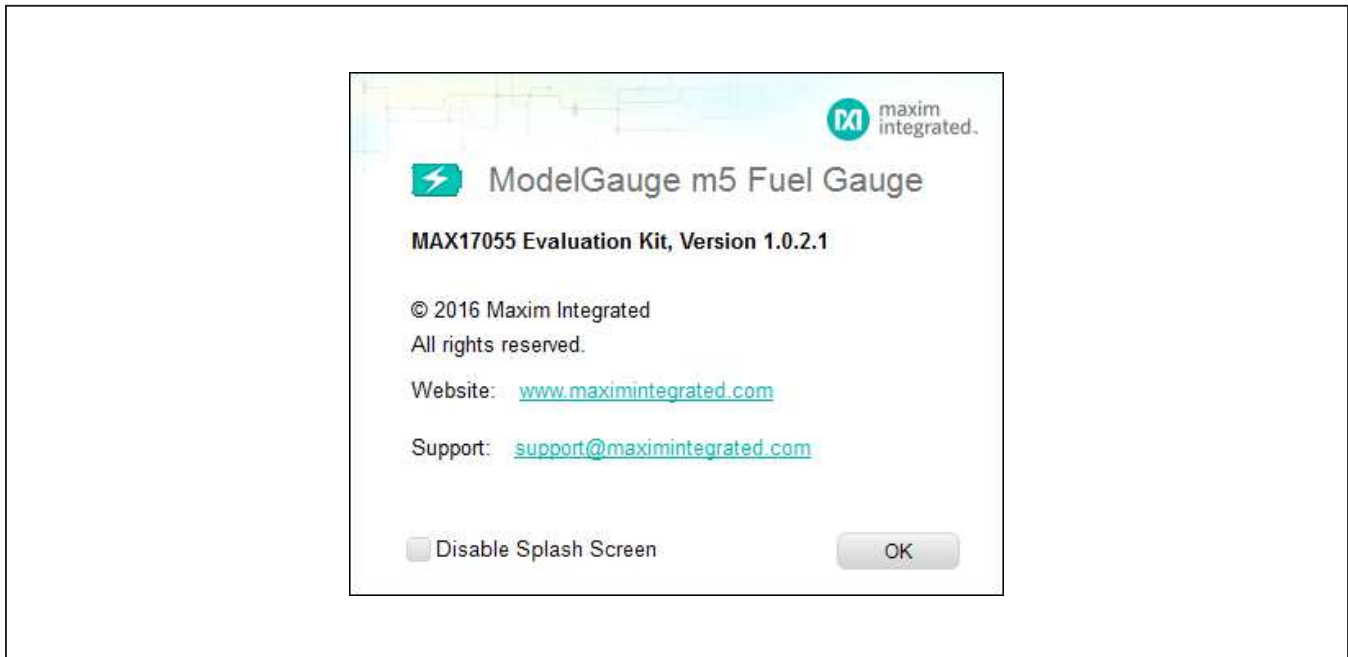 maxim
integrated.
ModelGauge m5 Fuel Gauge
MAX17055 Evaluation Kit, Version 1.0.2.1
© 2016 Maxim Integrated
All rights reserved.
Website: www.maximintegrated.com
Support: support@maximintegrated.com
Disable Splash Screen
OK